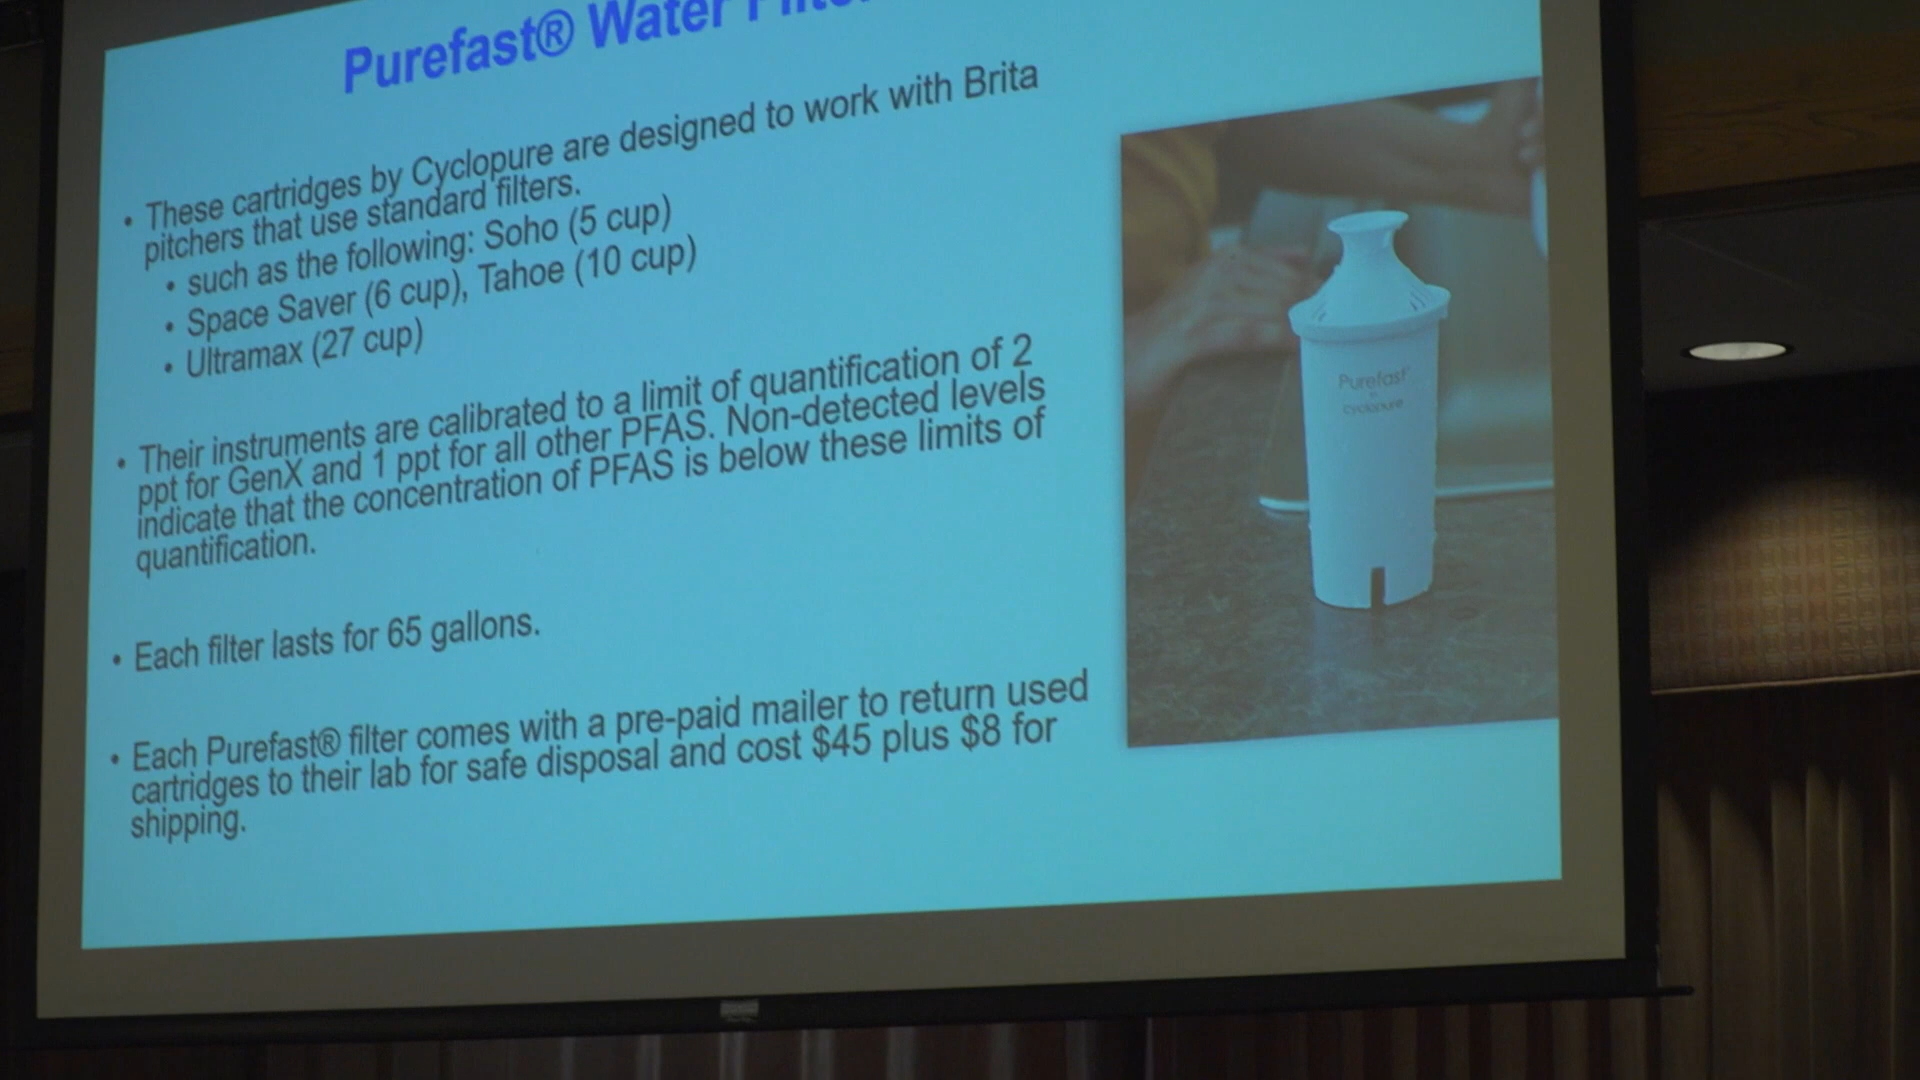 Purefast® Water Filter
• These cartridges by Cyclopure are designed to work with Brita
pitchers that use standard filters.
• such as the following: Soho (5 cup)
• Space Saver (6 cup), Tahoe (10 cup)
• Ultramax (27 cup)
• Their instruments are calibrated to a limit of quantification of 2
ppt for GenX and 1 ppt for all other PFAS. Non-detected levels
indicate that the concentration of PFAS is below these limits of
quantification.
• Each filter lasts for 65 gallons.
• Each Purefast® filter comes with a pre-paid mailer to return used
cartridges to their lab for safe disposal and cost $45 plus $8 for
shipping.
Purefast
cyclopure